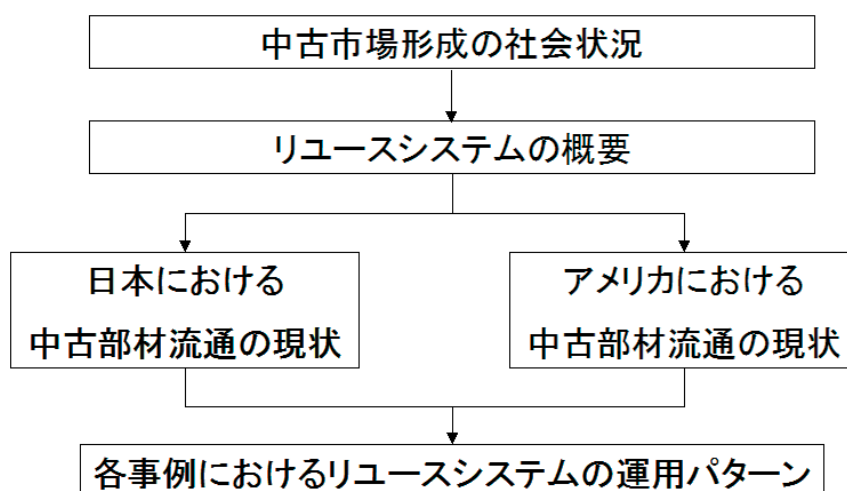 中古市場形成の社会状況
リユースシステムの概要
日本における
中古部材流通の現状
アメリカにおける
中古部材流通の現状
各事例におけるリユースシステムの運用パターン